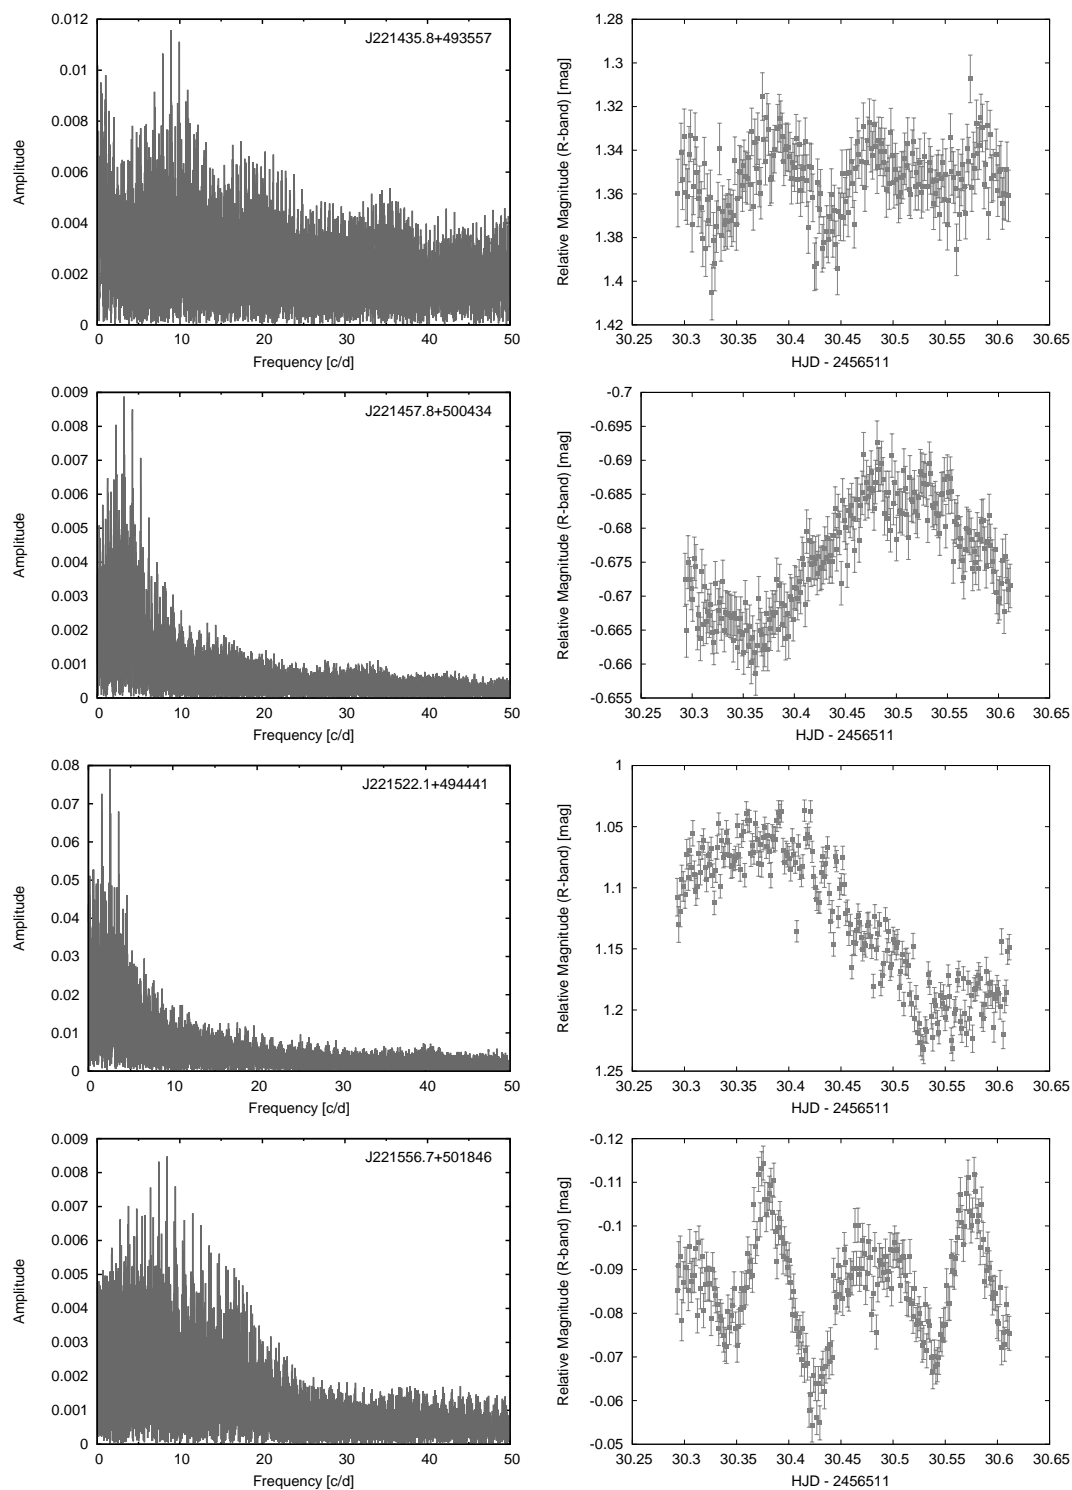 0.012
0.01
0.008
0.006
0.004
0.002
0
Amplitude
J221435.8+493557
0 10 20 30 40 50
Frequency [c/d]
1.28
1.3
1.32
1.34
1.36
1.38
1.4
1.42
Relative Magnitude (R-band) [mag]
30.25 30.3 30.35 30.4 30.45 30.5 30.55 30.6 30.65
HJD - 2456511
0.009
0.008
0.007
0.006
0.005
0.004
0.003
0.002
0.001
0
Amplitude
J221457.8+500434
0 10 20 30 40 50
Frequency [c/d]
-0.7
-0.695
-0.69
-0.685
-0.68
-0.675
-0.67
-0.665
-0.66
-0.655
Relative Magnitude (R-band) [mag]
30.25 30.3 30.35 30.4 30.45 30.5 30.55 30.6 30.65
HJD - 2456511
0.08
0.07
0.06
0.05
0.04
0.03
0.02
0.01
0
Amplitude
J221522.1+494441
0 10 20 30 40 50
Frequency [c/d]
1
1.05
1.1
1.15
1.2
1.25
Relative Magnitude (R-band) [mag]
30.25 30.3 30.35 30.4 30.45 30.5 30.55 30.6 30.65
HJD - 2456511
0.009
0.008
0.007
0.006
0.005
0.004
0.003
0.002
0.001
0
Amplitude
J221556.7+501846
0 10 20 30 40 50
Frequency [c/d]
-0.12
-0.11
-0.1
-0.09
-0.08
-0.07
-0.06
-0.05
Relative Magnitude (R-band) [mag]
30.25 30.3 30.35 30.4 30.45 30.5 30.55 30.6 30.65
HJD - 2456511